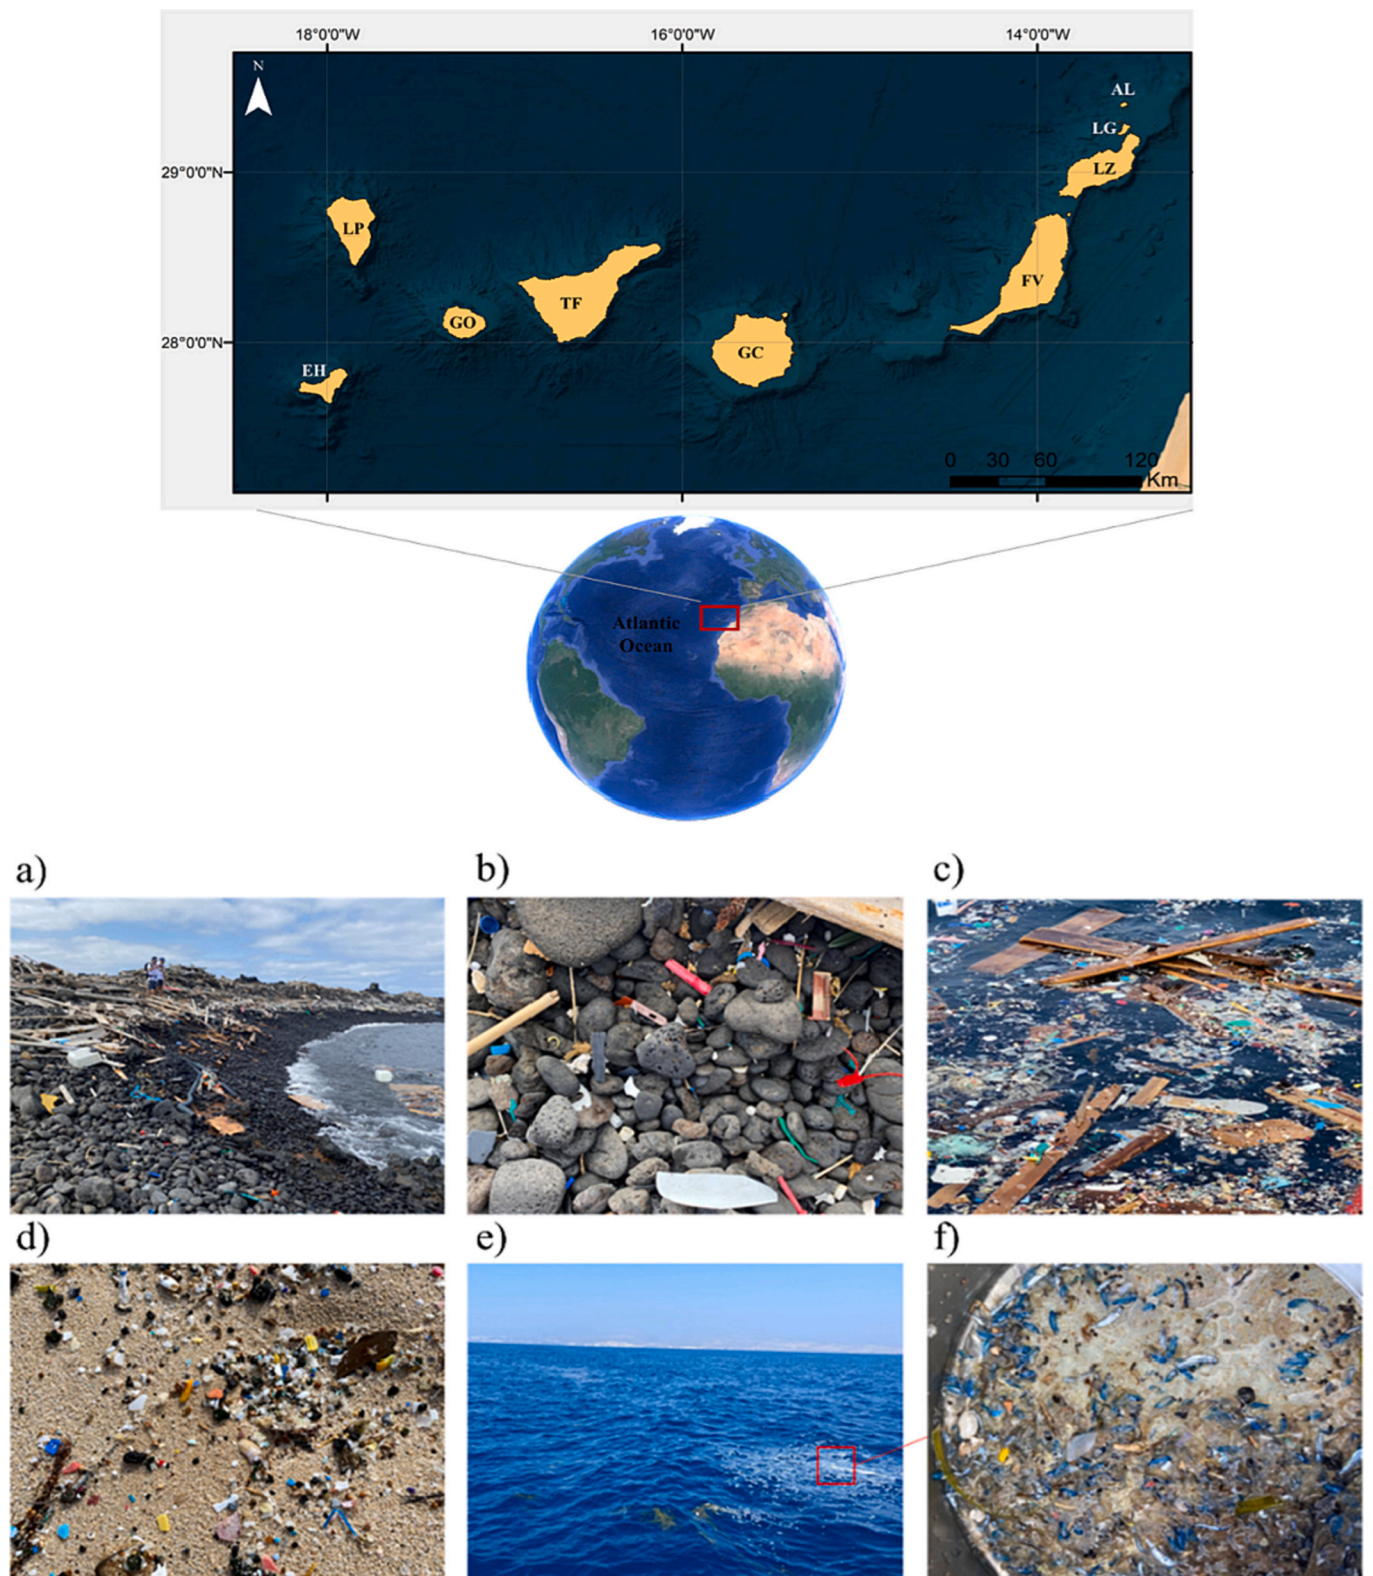 18°0'0"W 16°0'0"W 14°0'0"W
N
AL
LG
29°0'0"N
LZ
LP
FV
TF
GO
28°0'0"N
GC
EH
0 30 60 120
Km
Atlantic
Ocean
a) b) c)
d) e) f)